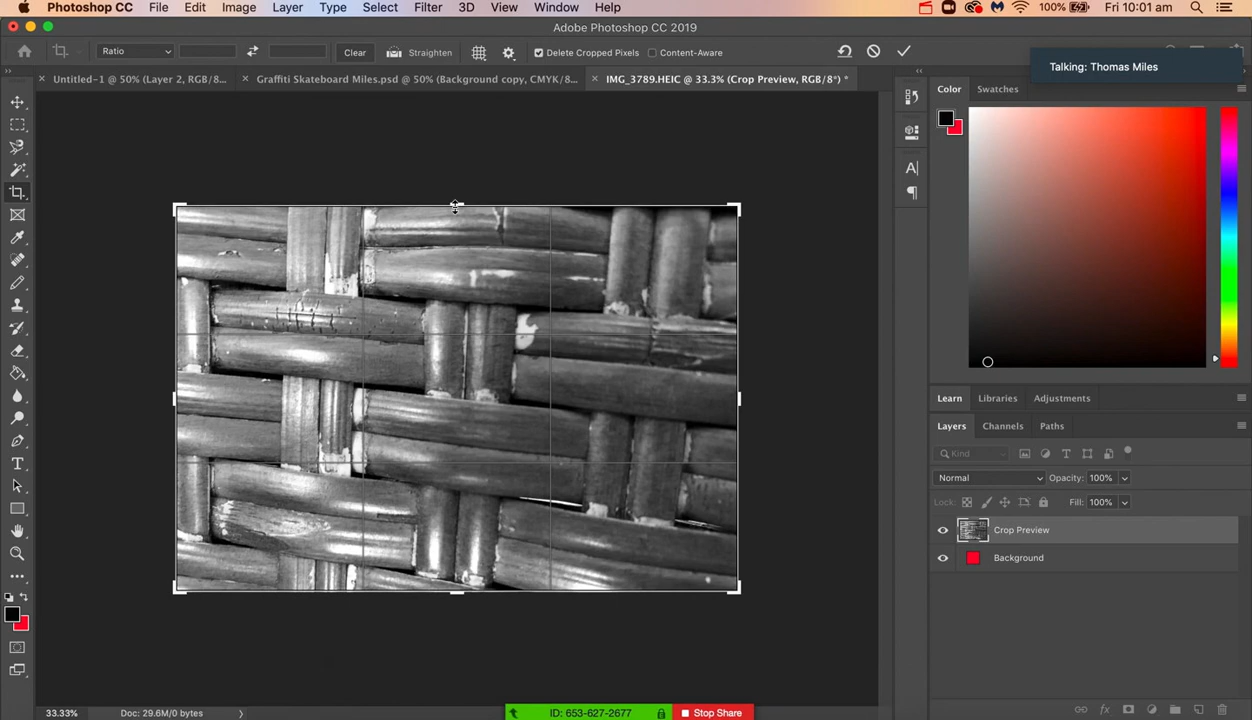 Photoshop CC File Edit Image Layer Type Select Filter 3D View Window Help 100% Fri 10:01 am
Adobe Photoshop CC 2019
Ratio Clear Straighten Delete Cropped Pixels Content-Aware
Untitled-1 @ 50% (Layer 2, RGB/8... Graffiti Skateboard Miles.psd @ 50% (Background copy, CMYK/8... IMG_3789.HEIC @ 33.3% (Crop Preview, RGB/8*) *
Talking: Thomas Miles
Color Swatches
Learn Libraries Adjustments
Layers Channels Paths
Kind
Normal Opacity: 100%
Lock: Fill: 100%
Crop Preview
Background
33.33% Doc: 29.6M/0 bytes
ID: 653-627-2677 Stop Share